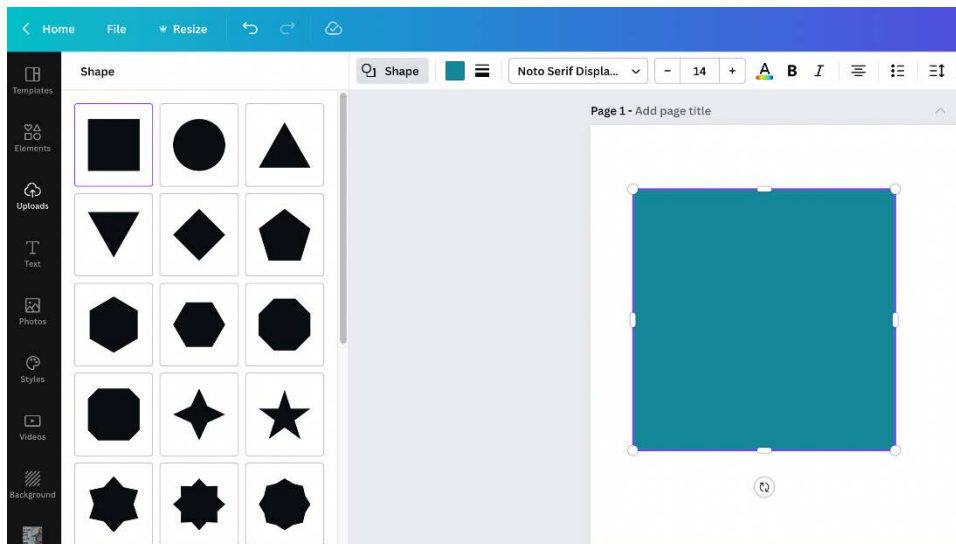 Home File Resize
Templates
Elements
Uploads
Text
Photos
Styles
Videos
Background
Shape
Shape Noto Serif Displa... - 14 + A B I
Page 1 - Add page title